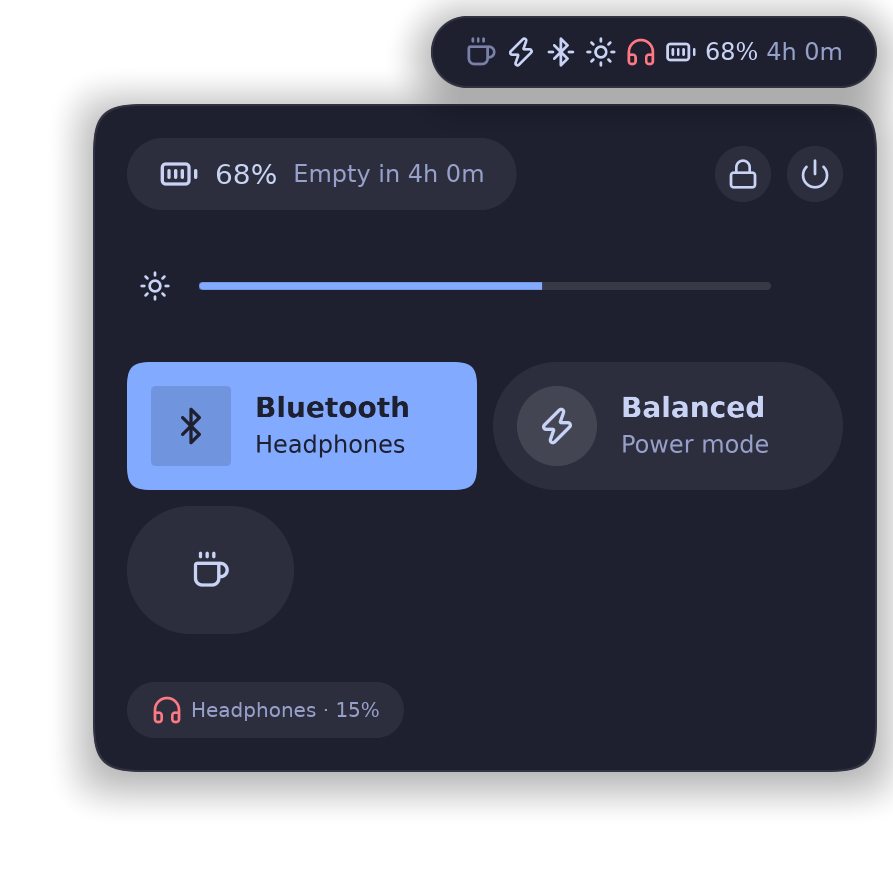 68% 4h 0m
68% Empty in 4h 0m
Bluetooth
Headphones
Balanced
Power mode
Headphones · 15%